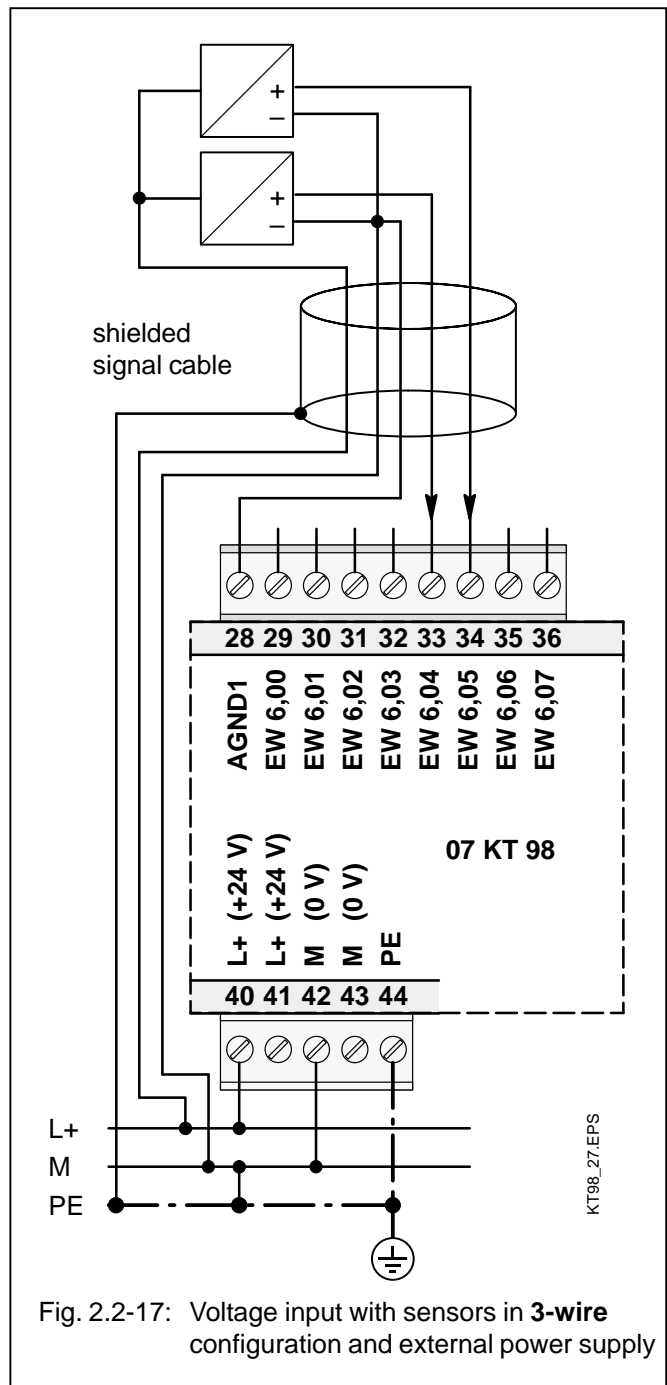 +
–
+
–
shielded
signal cable
28 29 30 31 32 33 34 35 36
AGND1
EW 6,00
EW 6,01
EW 6,02
EW 6,03
EW 6,04
EW 6,05
EW 6,06
EW 6,07
07 KT 98
L+ (+24 V)
L+ (+24 V)
M (0 V)
M (0 V)
PE
40 41 42 43 44
L+
M
PE
KT98_27.EPS
Fig. 2.2-17: Voltage input with sensors in 3-wire
configuration and external power supply